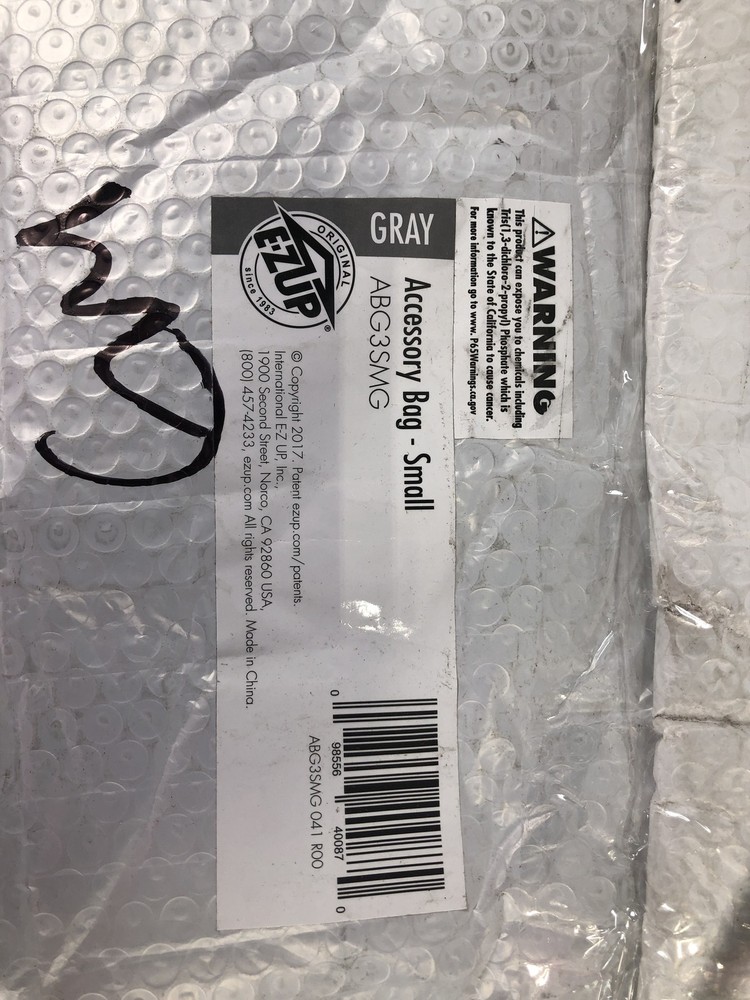 ⚠WARNING
This product can expose you to chemicals including
Tris(1,3-dichloro-2-propyl) Phosphate which is
known to the State of California to cause cancer.
For more information go to www. P65Warnings.ca.gov
GRAY
Accessory Bag - Small
ABG3SMG
ORIGINAL
E-Z UP®
since 1983
© Copyright 2017. Patent ezup.com/patents.
International E-Z UP, Inc.,
1900 Second Street, Norco, CA 92860 USA,
(800) 457-4233, ezup.com All rights reserved. Made in China.
0 98556 40087 0
ABG3SMG 041 R00